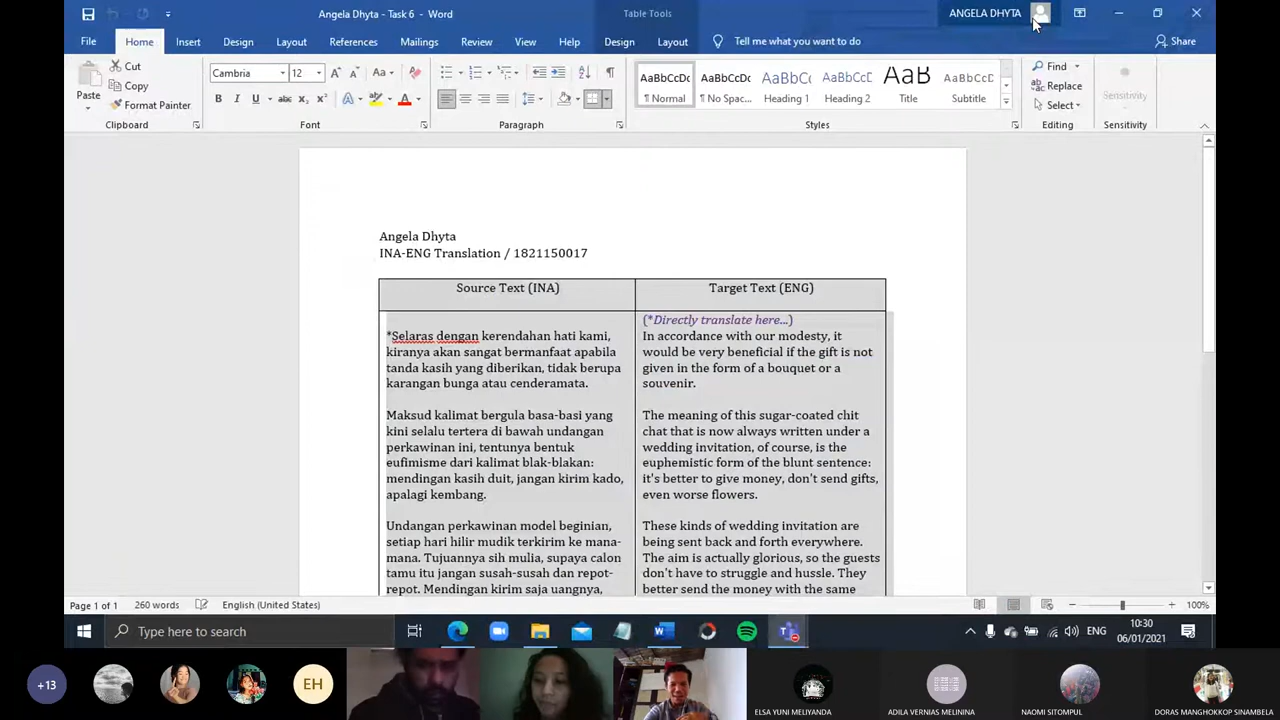 Angela Dhyta - Task 6 - Word
Table Tools
ANGELA DHYTA
File Home Insert Design Layout References Mailings Review View Help Design Layout Tell me what you want to do Share
Paste
Cut
Copy
Format Painter
Clipboard
Cambria 12
Font
Paragraph
AaBbCcDc AaBbCcDc AaBbCc AaBbCc AaB AaBbCc
¶ Normal ¶ No Spac... Heading 1 Heading 2 Title Subtitle
Styles
Find
Replace
Select
Editing
Sensitivity
Sensitivity
Angela Dhyta
INA-ENG Translation / 1821150017
Source Text (INA)
*Selaras dengan kerendahan hati kami,
kiranya akan sangat bermanfaat apabila
tanda kasih yang diberikan, tidak berupa
karangan bunga atau cenderamata.
Maksud kalimat bergula basa-basi yang
kini selalu tertera di bawah undangan
perkawinan ini, tentunya bentuk
eufimisme dari kalimat blak-blakan:
mendingan kasih duit, jangan kirim kado,
apalagi kembang.
Undangan perkawinan model beginian,
setiap hari hilir mudik terkirim ke mana-
mana. Tujuannya sih mulia, supaya calon
tamu itu jangan susah-susah dan repot-
repot. Mendingan kirim saja uangnya,
Target Text (ENG)
(*Directly translate here...)
In accordance with our modesty, it
would be very beneficial if the gift is not
given in the form of a bouquet or a
souvenir.
The meaning of this sugar-coated chit
chat that is now always written under a
wedding invitation, of course, is the
euphemistic form of the blunt sentence:
it's better to give money, don't send gifts,
even worse flowers.
These kinds of wedding invitation are
being sent back and forth everywhere.
The aim is actually glorious, so the guests
don't have to struggle and hussle. They
better send the money with the same
Page 1 of 1 260 words English (United States) 100%
Type here to search
ENG
10:30
06/01/2021
+13
EH
ELSA YUNI MELIYANDA
ADILA VERNIAS MELININA
NAOMI SITOMPUL
DORAS MANGHOKKOP SINAMBELA